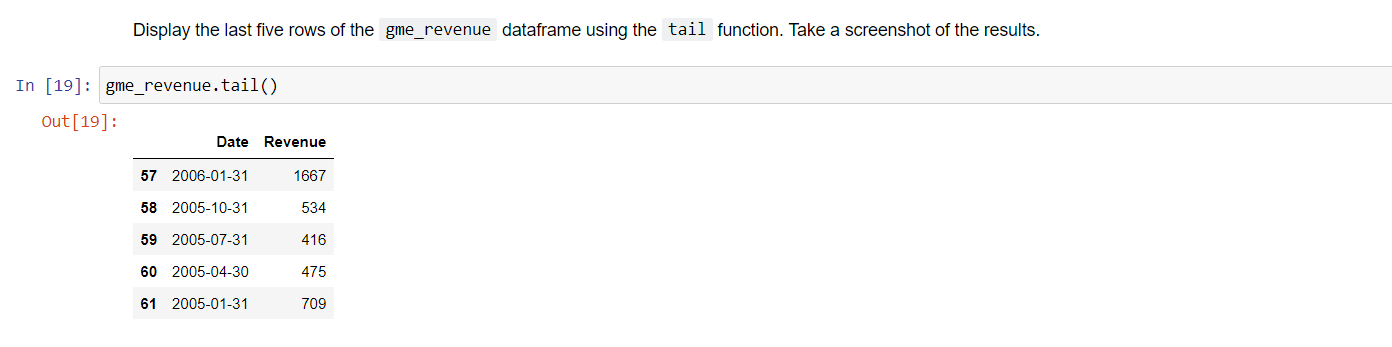 Display the last five rows of the gme_revenue dataframe using the tail function. Take a screenshot of the results.
In [19]: gme_revenue.tail()
Out[19]:
Date Revenue
57 2006-01-31 1667
58 2005-10-31 534
59 2005-07-31 416
60 2005-04-30 475
61 2005-01-31 709